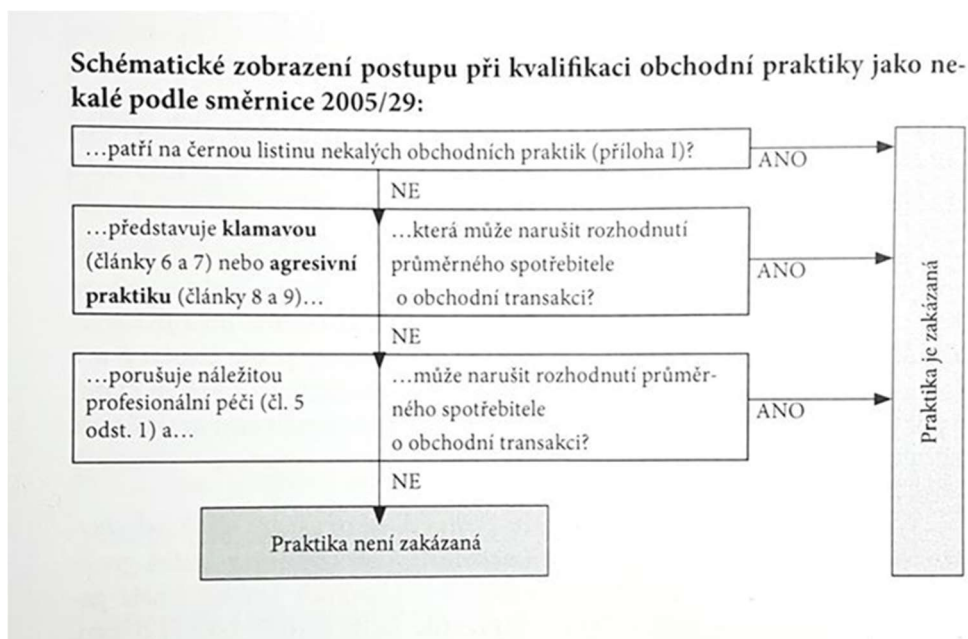 Schématické zobrazení postupu při kvalifikaci obchodní praktiky jako ne-
kalé podle směrnice 2005/29:
…patří na černou listinu nekalých obchodních praktik (příloha I)?
ANO
NE
…představuje klamavou
(články 6 a 7) nebo agresivní
praktiku (články 8 a 9)…
…která může narušit rozhodnutí
průměrného spotřebitele
o obchodní transakci?
ANO
NE
…porušuje náležitou
profesionální péči (čl. 5
odst. 1) a…
…může narušit rozhodnutí průměr-
ného spotřebitele
o obchodní transakci?
ANO
NE
Praktika není zakázaná
Praktika je zakázaná